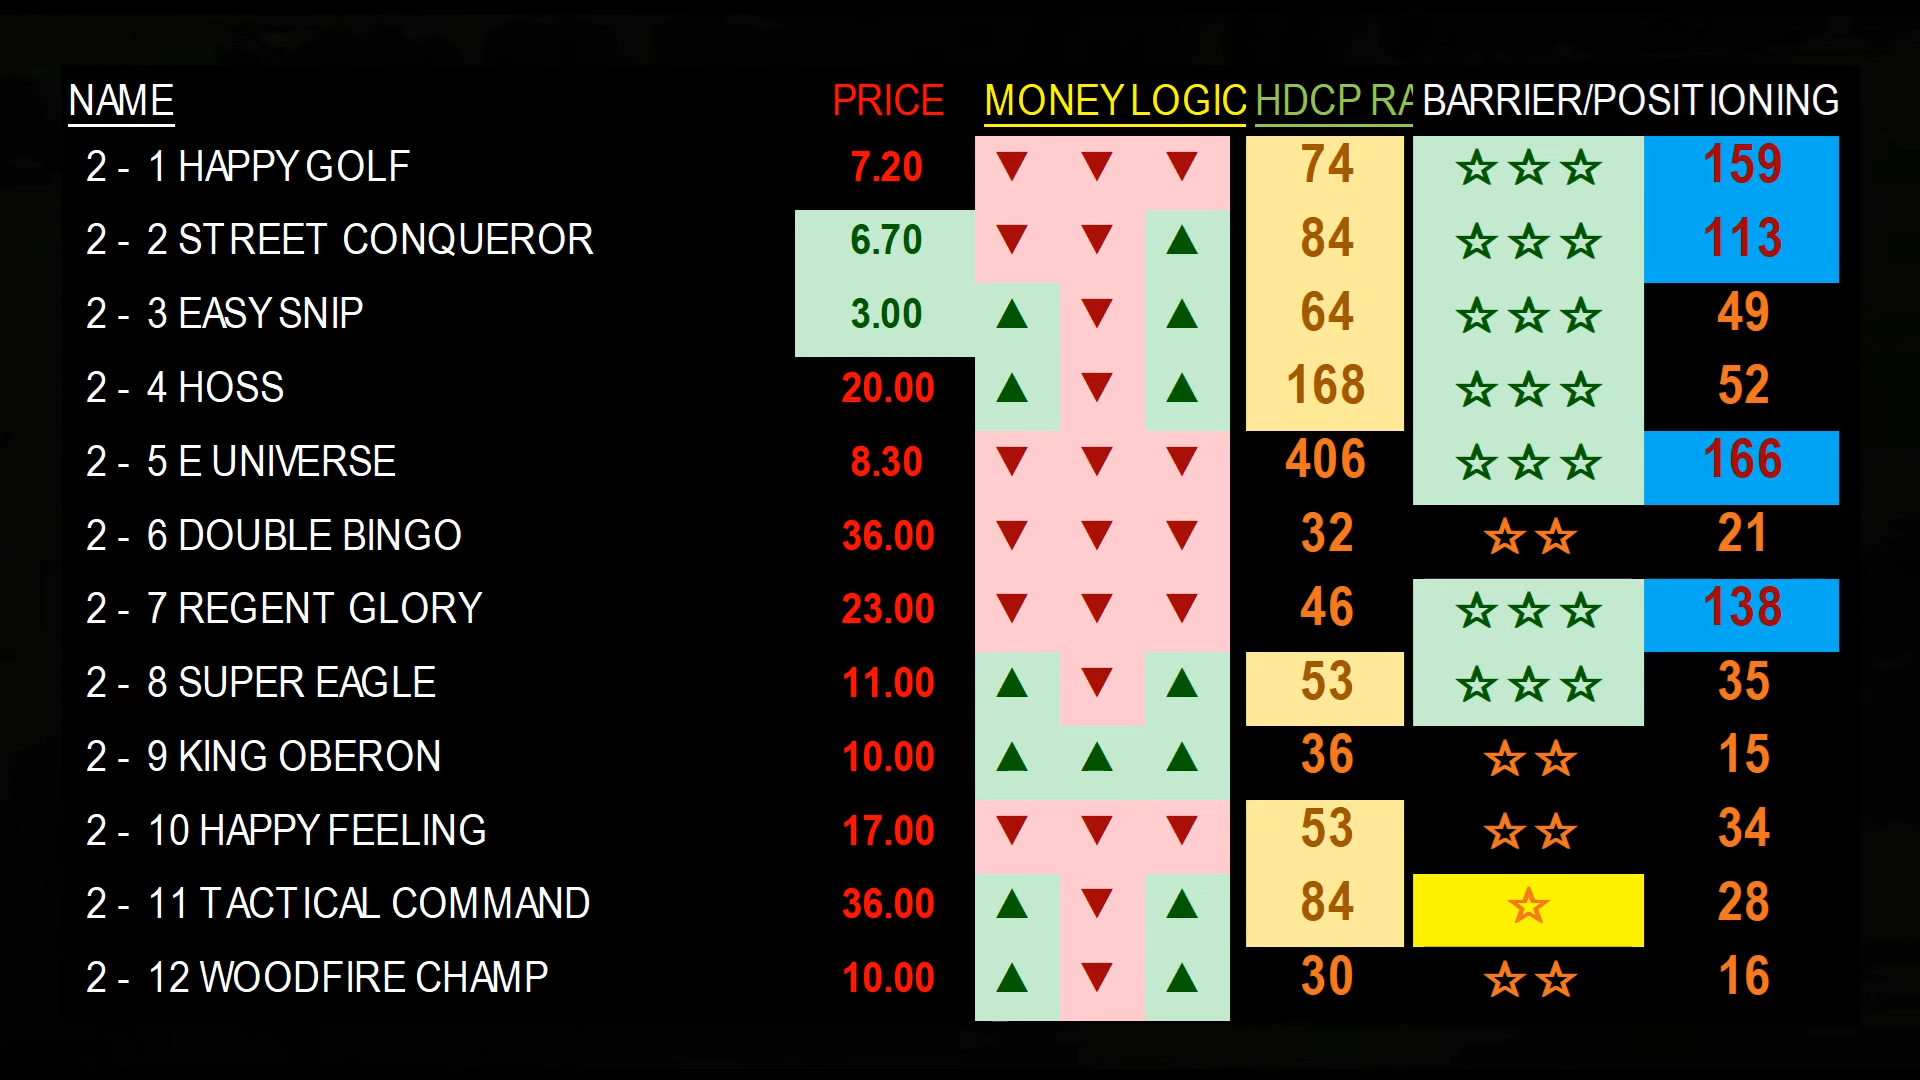 NAME PRICE MONEY LOGIC HDCP RA BARRIER/POSITIONING
2 - 1 HAPPY GOLF 7.20 ▼ ▼ ▼ 74 ☆☆☆ 159
2 - 2 STREET CONQUEROR 6.70 ▼ ▼ ▲ 84 ☆☆☆ 113
2 - 3 EASY SNIP 3.00 ▲ ▼ ▲ 64 ☆☆☆ 49
2 - 4 HOSS 20.00 ▲ ▼ ▲ 168 ☆☆☆ 52
2 - 5 E UNIVERSE 8.30 ▼ ▼ ▼ 406 ☆☆☆ 166
2 - 6 DOUBLE BINGO 36.00 ▼ ▼ ▼ 32 ☆☆ 21
2 - 7 REGENT GLORY 23.00 ▼ ▼ ▼ 46 ☆☆☆ 138
2 - 8 SUPER EAGLE 11.00 ▲ ▼ ▲ 53 ☆☆☆ 35
2 - 9 KING OBERON 10.00 ▲ ▲ ▲ 36 ☆☆ 15
2 - 10 HAPPY FEELING 17.00 ▼ ▼ ▼ 53 ☆☆ 34
2 - 11 TACTICAL COMMAND 36.00 ▲ ▼ ▲ 84 ☆ 28
2 - 12 WOODFIRE CHAMP 10.00 ▲ ▼ ▲ 30 ☆☆ 16